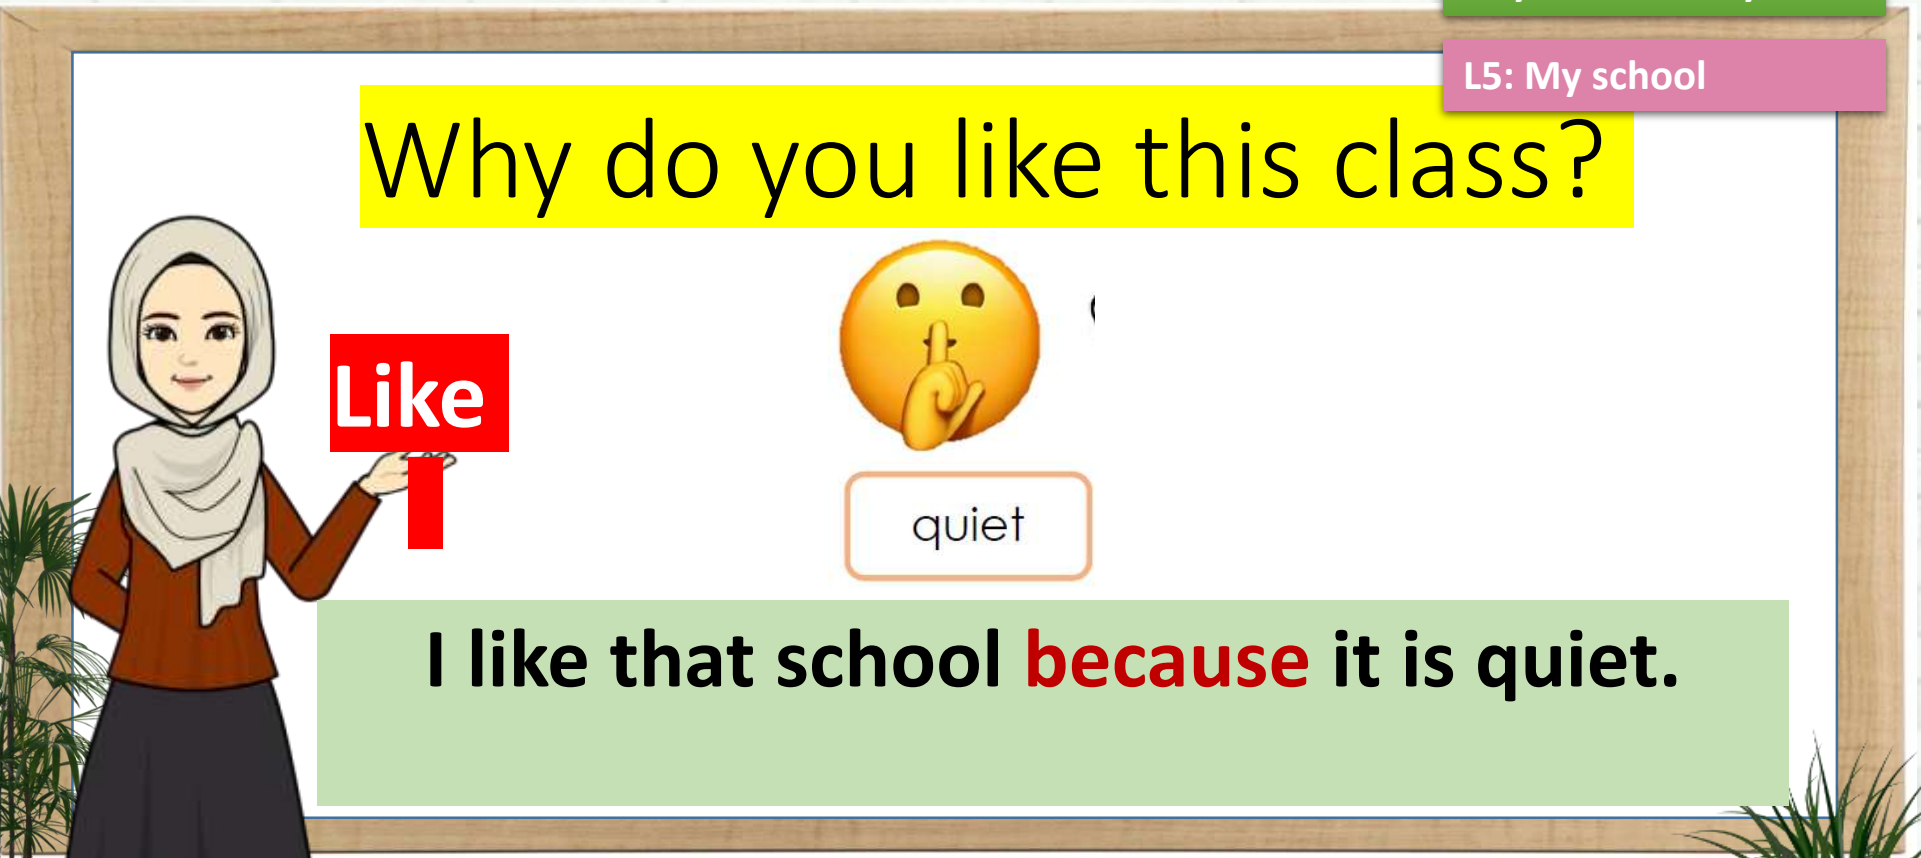 L5: My school
Why do you like this class?
Like
quiet
I like that school because it is quiet.